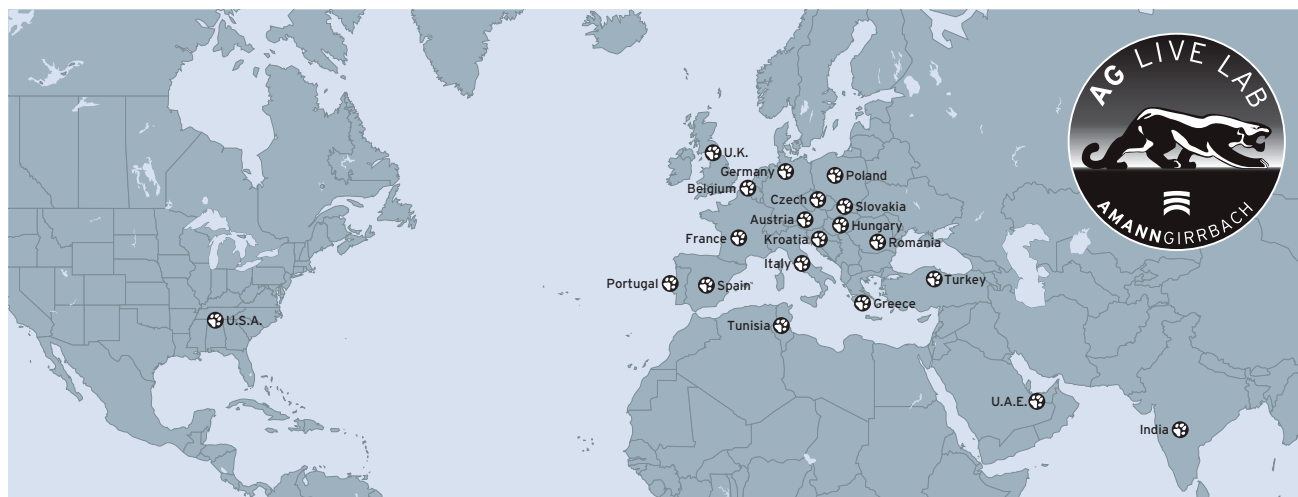 AG LIVE LAB
AMANNGIRRBACH
U.K.
Germany
Poland
Belgium
Czech
Slovakia
Austria
Hungary
France
Kroatia
Romania
Italy
Portugal
Spain
Turkey
Greece
U.S.A.
Tunisia
U.A.E.
India